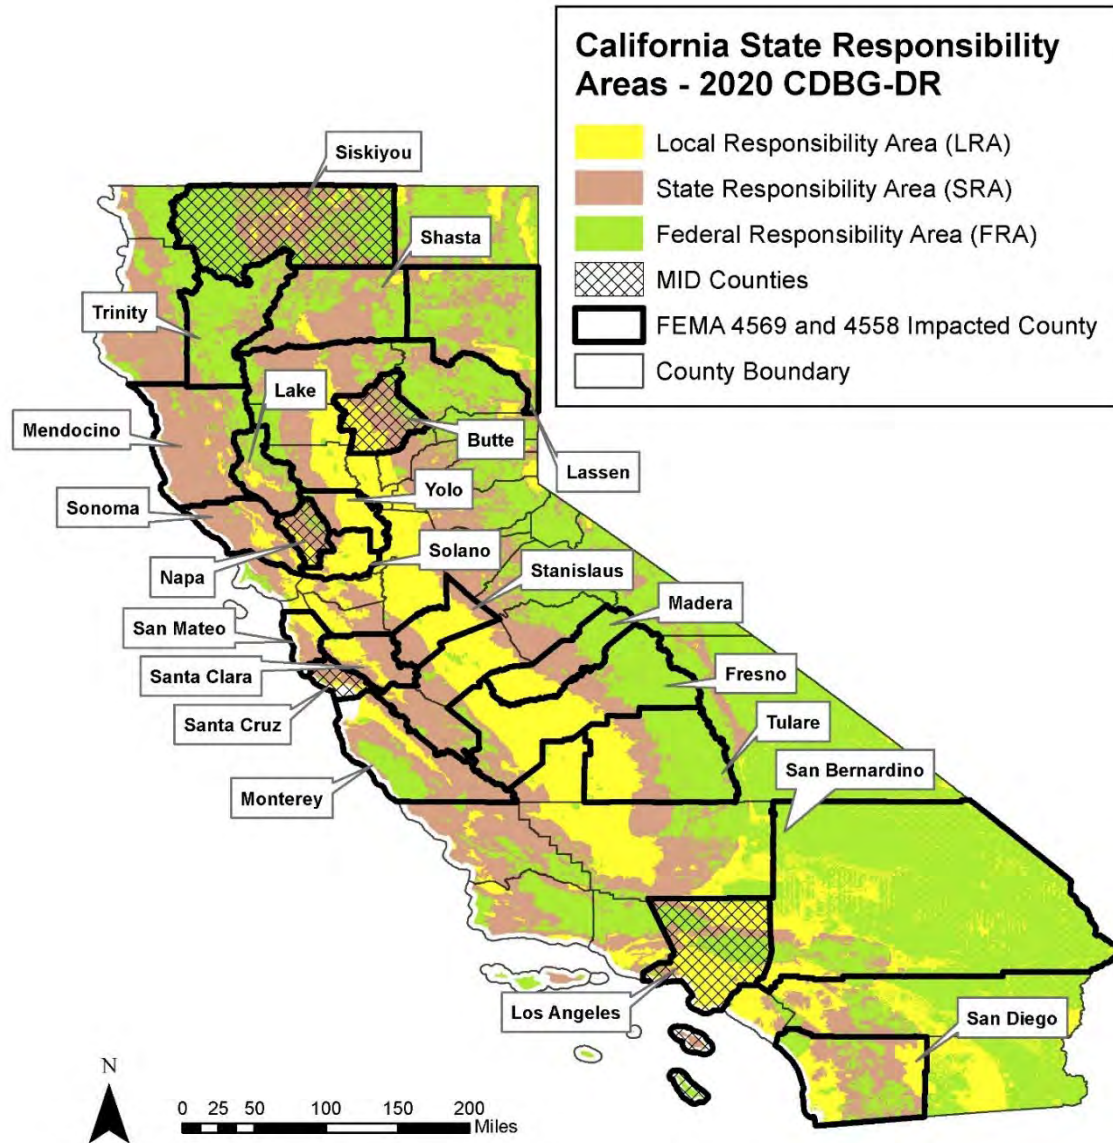 California State Responsibility
Areas - 2020 CDBG-DR
Local Responsibility Area (LRA)
State Responsibility Area (SRA)
Federal Responsibility Area (FRA)
MID Counties
FEMA 4569 and 4558 Impacted County
County Boundary
Siskiyou
Shasta
Trinity
Lake
Mendocino
Butte
Lassen
Yolo
Sonoma
Solano
Napa
Stanislaus
Madera
San Mateo
Santa Clara
Fresno
Santa Cruz
Tulare
San Bernardino
Monterey
Los Angeles
San Diego
N
0 25 50 100 150 200
Miles